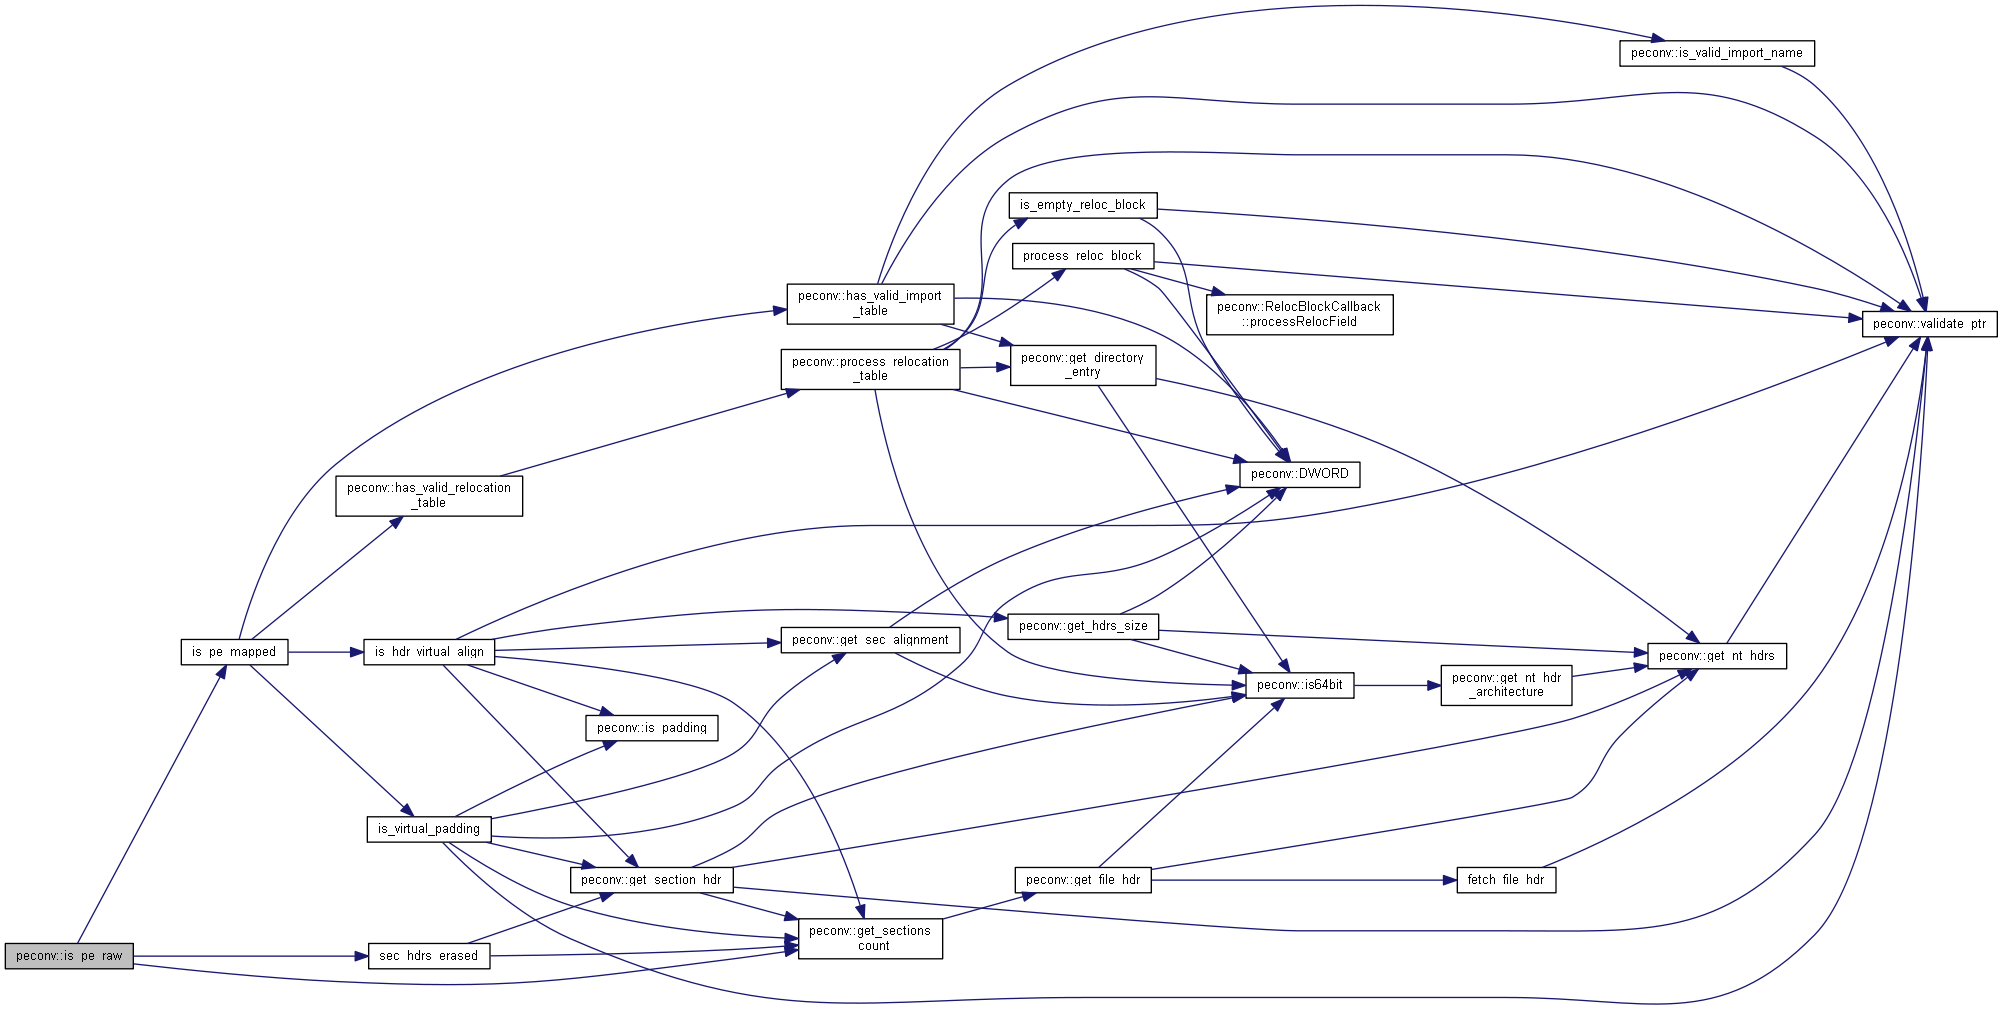 peconv::is_valid_import_name
is_empty_reloc_block
process_reloc_block
peconv::has_valid_import
_table
peconv::RelocBlockCallback
::processRelocField
peconv::validate_ptr
peconv::process_relocation
_table
peconv::get_directory
_entry
peconv::DWORD
peconv::has_valid_relocation
_table
is_pe_mapped
is_hdr_virtual_align
peconv::get_sec_alignment
peconv::get_hdrs_size
peconv::get_nt_hdrs
peconv::is64bit
peconv::get_nt_hdr
_architecture
peconv::is_padding
is_virtual_padding
peconv::get_section_hdr
peconv::get_file_hdr
fetch_file_hdr
peconv::get_sections
_count
peconv::is_pe_raw
sec_hdrs_erased